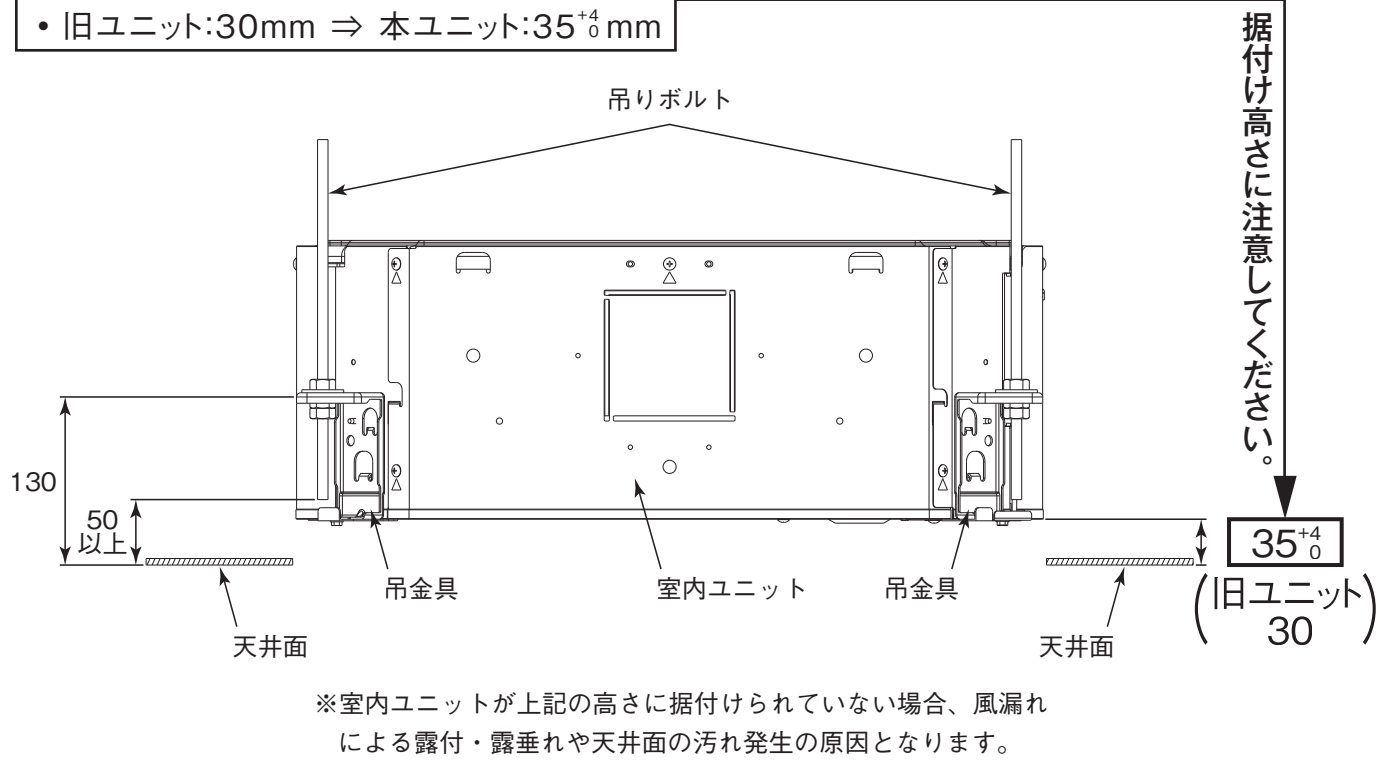 • 旧ユニット:30mm ⇒ 本ユニット:35 +4 0 mm
据付け高さに注意してください。
吊りボルト
130
50
以上
35 +4 0
(旧ユニット
30)
吊金具
室内ユニット
吊金具
天井面
天井面
※室内ユニットが上記の高さに据付けられていない場合、風漏れ
による露付・露垂れや天井面の汚れ発生の原因となります。